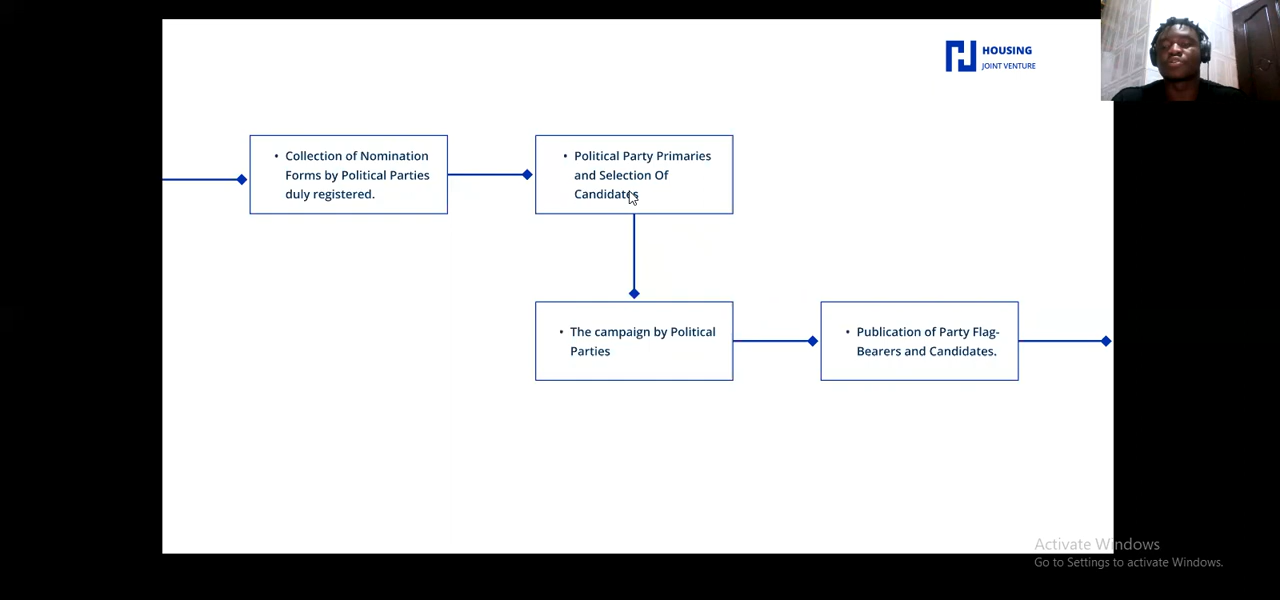 HOUSING
JOINT VENTURE
• Collection of Nomination
Forms by Political Parties
duly registered.
• Political Party Primaries
and Selection Of
Candidates
• The campaign by Political
Parties
• Publication of Party Flag-
Bearers and Candidates.
Activate Windows
Go to Settings to activate Windows.